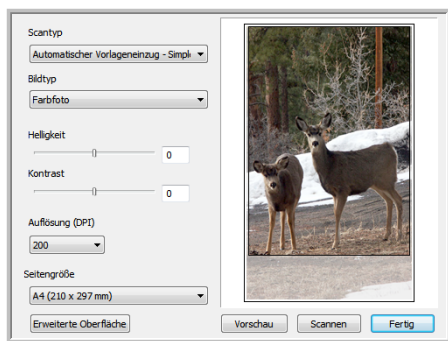 Scantyp
Automatischer Vorlageneinzug - Simple
Bildtyp
Farbfoto
Helligkeit
0
Kontrast
0
Auflösung (DPI)
200
Seitengröße
A4 (210 x 297 mm)
Erweiterte Oberfläche
Vorschau
Scannen
Fertig